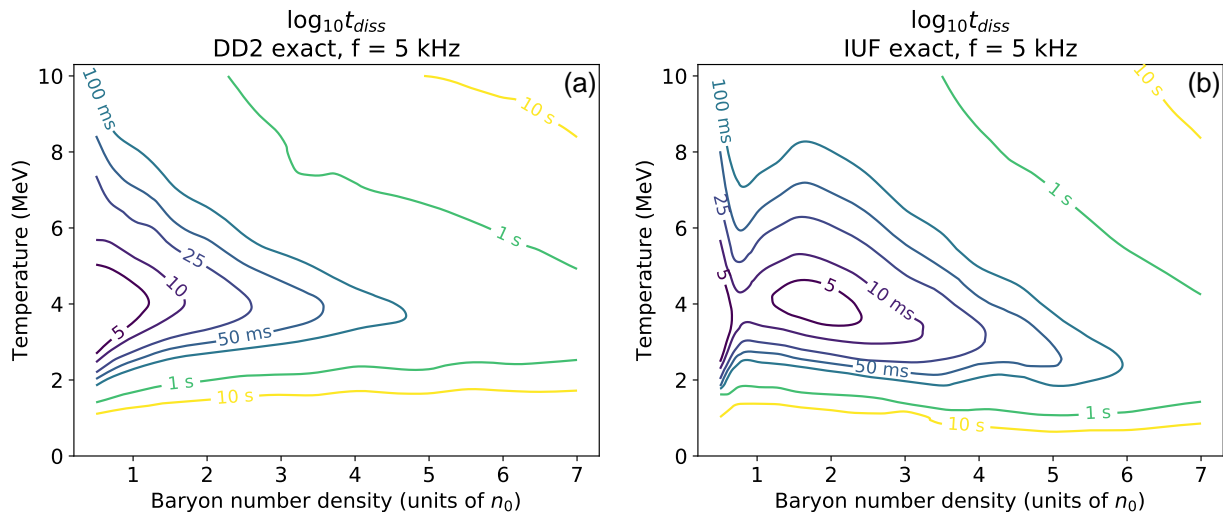 log₁₀t_diss
DD2 exact, f = 5 kHz
(a)
100 ms
10 s
1 s
25
10
5
50 ms
1 s
10 s
10
8
6
4
2
0
1 2 3 4 5 6 7
Temperature (MeV)
Baryon number density (units of n₀)
log₁₀t_diss
IUF exact, f = 5 kHz
(b)
100 ms
10 s
25
1 s
5
5
10 ms
50 ms
1 s
10 s
10
8
6
4
2
0
1 2 3 4 5 6 7
Temperature (MeV)
Baryon number density (units of n₀)